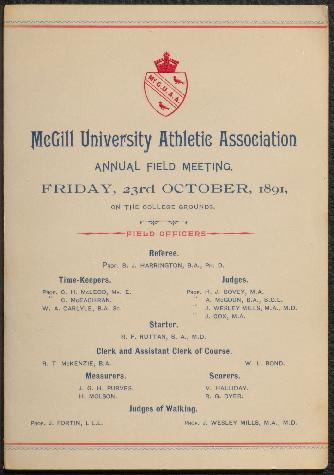 McG.U.A.A.
McGill University Athletic Association
ANNUAL FIELD MEETING,
FRIDAY, 23rd OCTOBER, 1891,
ON THE COLLEGE GROUNDS.
FIELD OFFICERS
Referee.
PROF. B. J. HARRINGTON, B.A., PH. D.
Time-Keepers. Judges.
PROF. C. H. McLEOD, MA. E. PROF. H. J. BOVEY, M.A.
" C. McEACHRAN. " A. McGOUN, B.A., B.C.L.
W. A. CARLYLE, B.A. Sc. " J. WESLEY MILLS, M.A., M.D.
" J. COX, M.A.
Starter.
R. F. RUTTAN, B. A., M.D.
Clerk and Assistant Clerk of Course.
R. T. McKENZIE, B.A. W. L. BOND.
Measurers. Scorers.
J. G. H. PURVES. V. HALLIDAY.
H. MOLSON. R. G. DYER.
Judges of Walking.
PROF. J. FORTIN, L L.L. PROF. J. WESLEY MILLS, M.A., M.D.